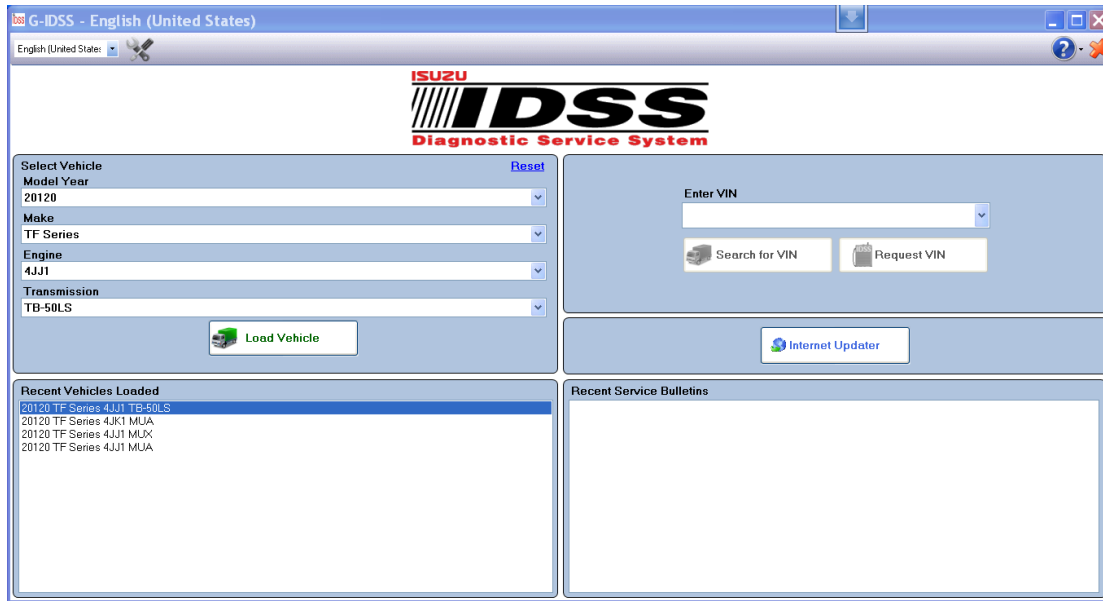 G-IDSS - English (United States)
English (United States
ISUZU
IDSS
Diagnostic Service System
Select Vehicle
Reset
Model Year
20120
Make
TF Series
Engine
4JJ1
Transmission
TB-50LS
Load Vehicle
Enter VIN
Search for VIN
Request VIN
Internet Updater
Recent Vehicles Loaded
20120 TF Series 4JJ1 TB-50LS
20120 TF Series 4JK1 MUA
20120 TF Series 4JJ1 MUX
20120 TF Series 4JJ1 MUA
Recent Service Bulletins